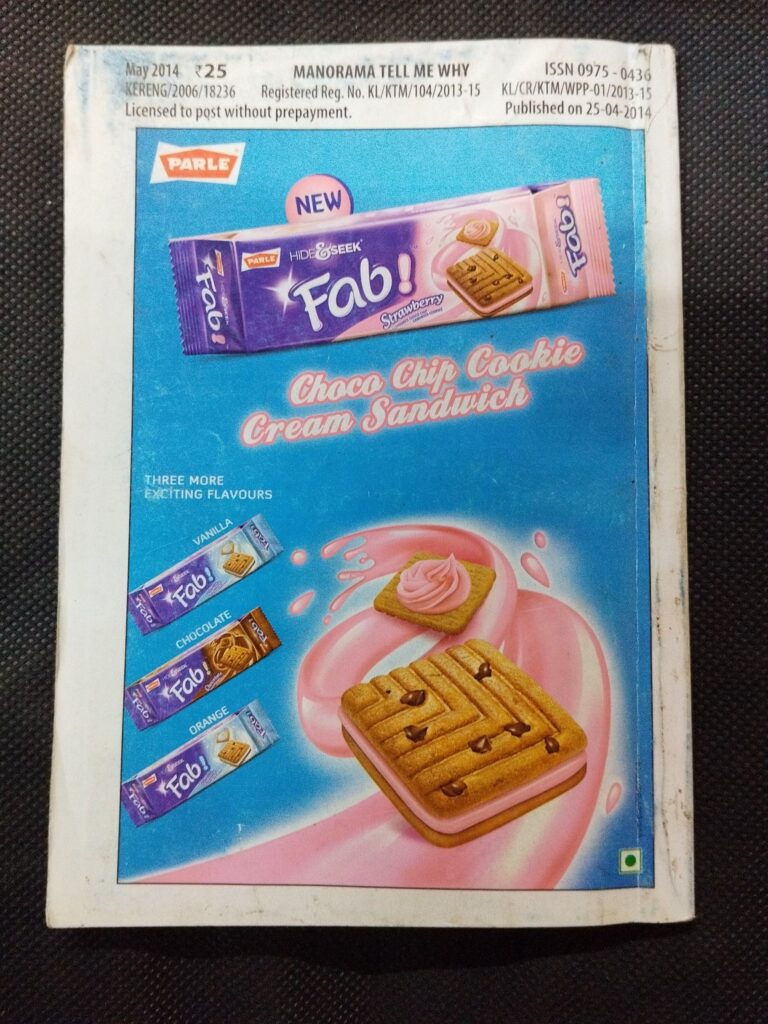 May 2014 ₹25 MANORAMA TELL ME WHY ISSN 0975 - 0436
KERENG/2006/18236 Registered Reg. No. KL/KTM/104/2013-15 KL/CR/KTM/WPP-01/2013-15
Licensed to post without prepayment. Published on 25-04-2014
PARLE
NEW
PARLE HIDE & SEEK
Fab!
Strawberry
Fab!
Fab!
Choco Chip Cookie
Cream Sandwich
THREE MORE
EXCITING FLAVOURS
VANILLA
Fab!
CHOCOLATE
Fab!
ORANGE
Fab!